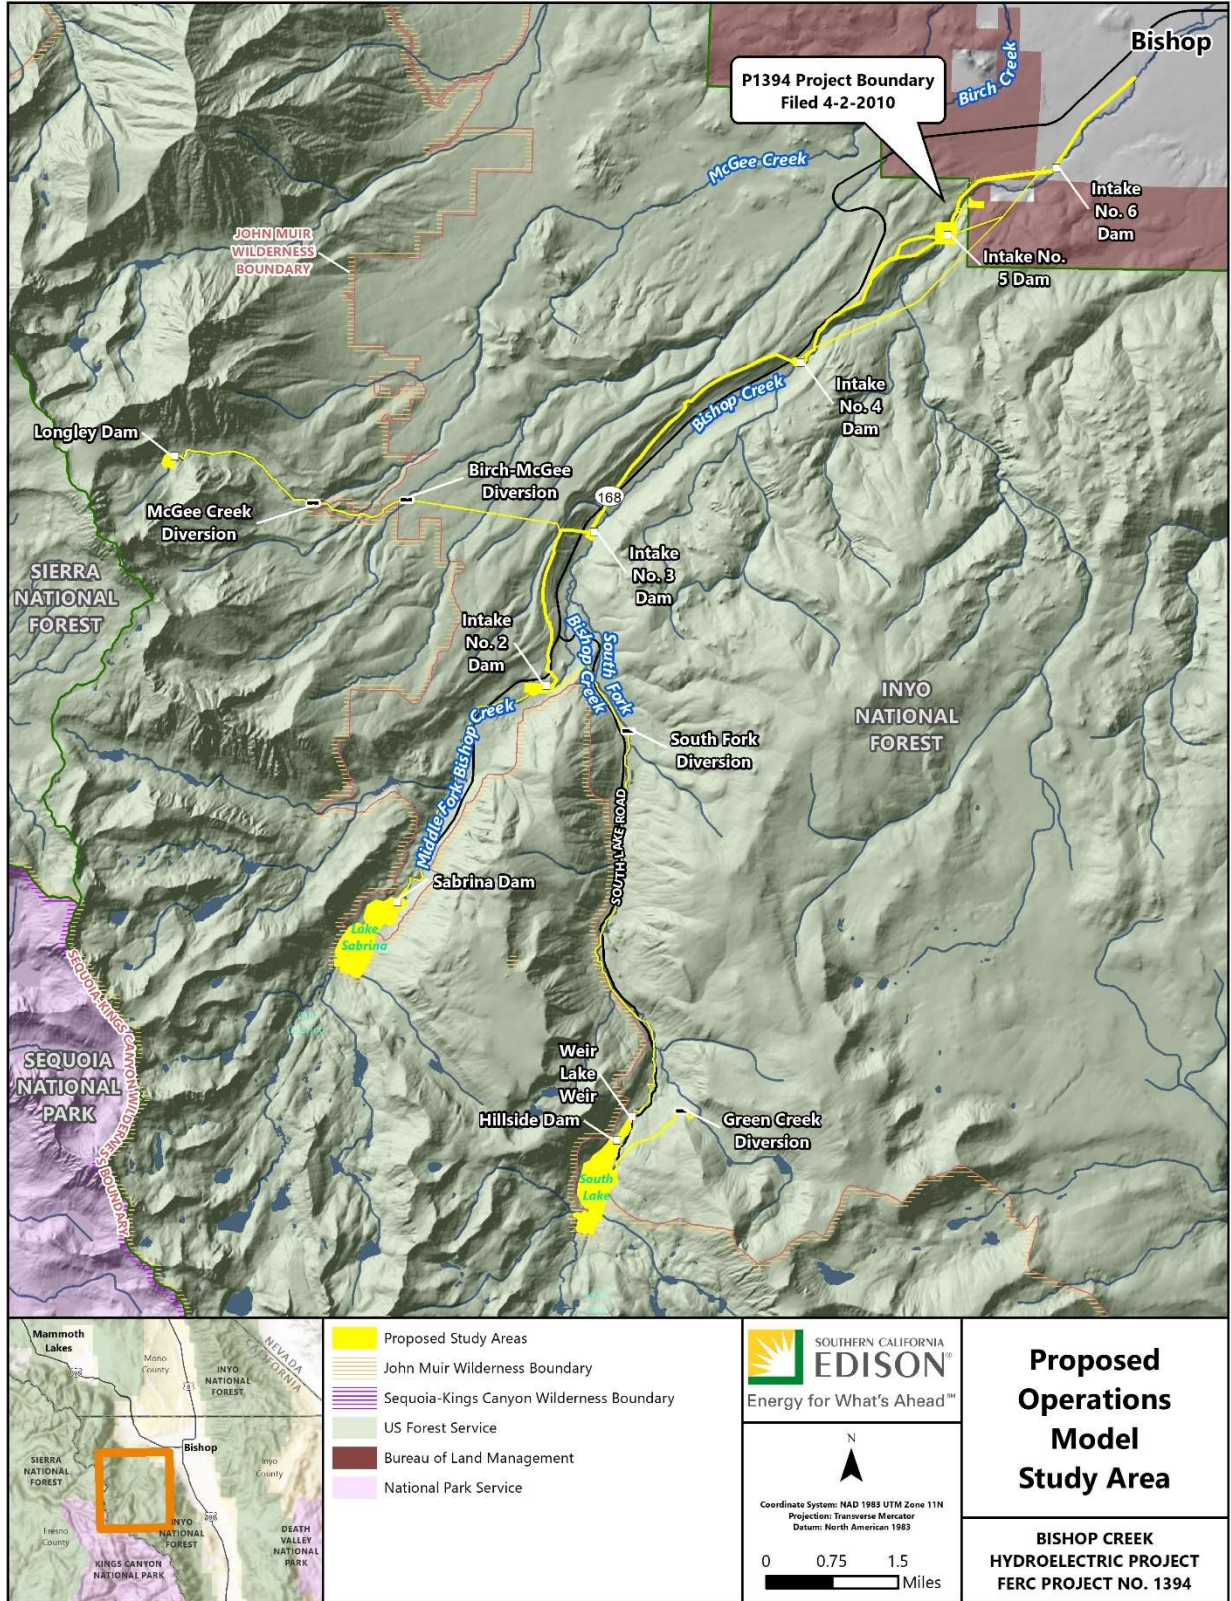 Bishop
P1394 Project Boundary
Filed 4-2-2010
Birch Creek
McGee Creek
Intake
No. 6
Dam
JOHN MUIR
WILDERNESS
BOUNDARY
Intake No.
5 Dam
Intake
No. 4
Dam
Bishop Creek
Longley Dam
Birch-McGee
Diversion
McGee Creek
Diversion
168
Intake
No. 3
Dam
SIERRA
NATIONAL
FOREST
Intake
No. 2
Dam
South Fork
Bishop Creek
INYO
NATIONAL
FOREST
South Fork
Diversion
Middle Fork Bishop Creek
SOUTH LAKE ROAD
Sabrina Dam
Lake
Sabrina
SEQUOIA-KINGS CANYON WILDERNESS BOUNDARY
SEQUOIA
NATIONAL
PARK
Weir
Lake
Weir
Hillside Dam
Green Creek
Diversion
South
Lake
Mammoth
Lakes
Mono
County
NEVADA
CALIFORNIA
INYO
NATIONAL
FOREST
Bishop
SIERRA
NATIONAL
FOREST
Inyo
County
Fresno
County
INYO
NATIONAL
FOREST
DEATH
VALLEY
NATIONAL
PARK
KINGS CANYON
NATIONAL PARK
Proposed Study Areas
John Muir Wilderness Boundary
Sequoia-Kings Canyon Wilderness Boundary
US Forest Service
Bureau of Land Management
National Park Service
SOUTHERN CALIFORNIA
EDISON®
Energy for What's Ahead℠
N
Coordinate System: NAD 1983 UTM Zone 11N
Projection: Transverse Mercator
Datum: North American 1983
0 0.75 1.5
Miles
Proposed
Operations
Model
Study Area
BISHOP CREEK
HYDROELECTRIC PROJECT
FERC PROJECT NO. 1394